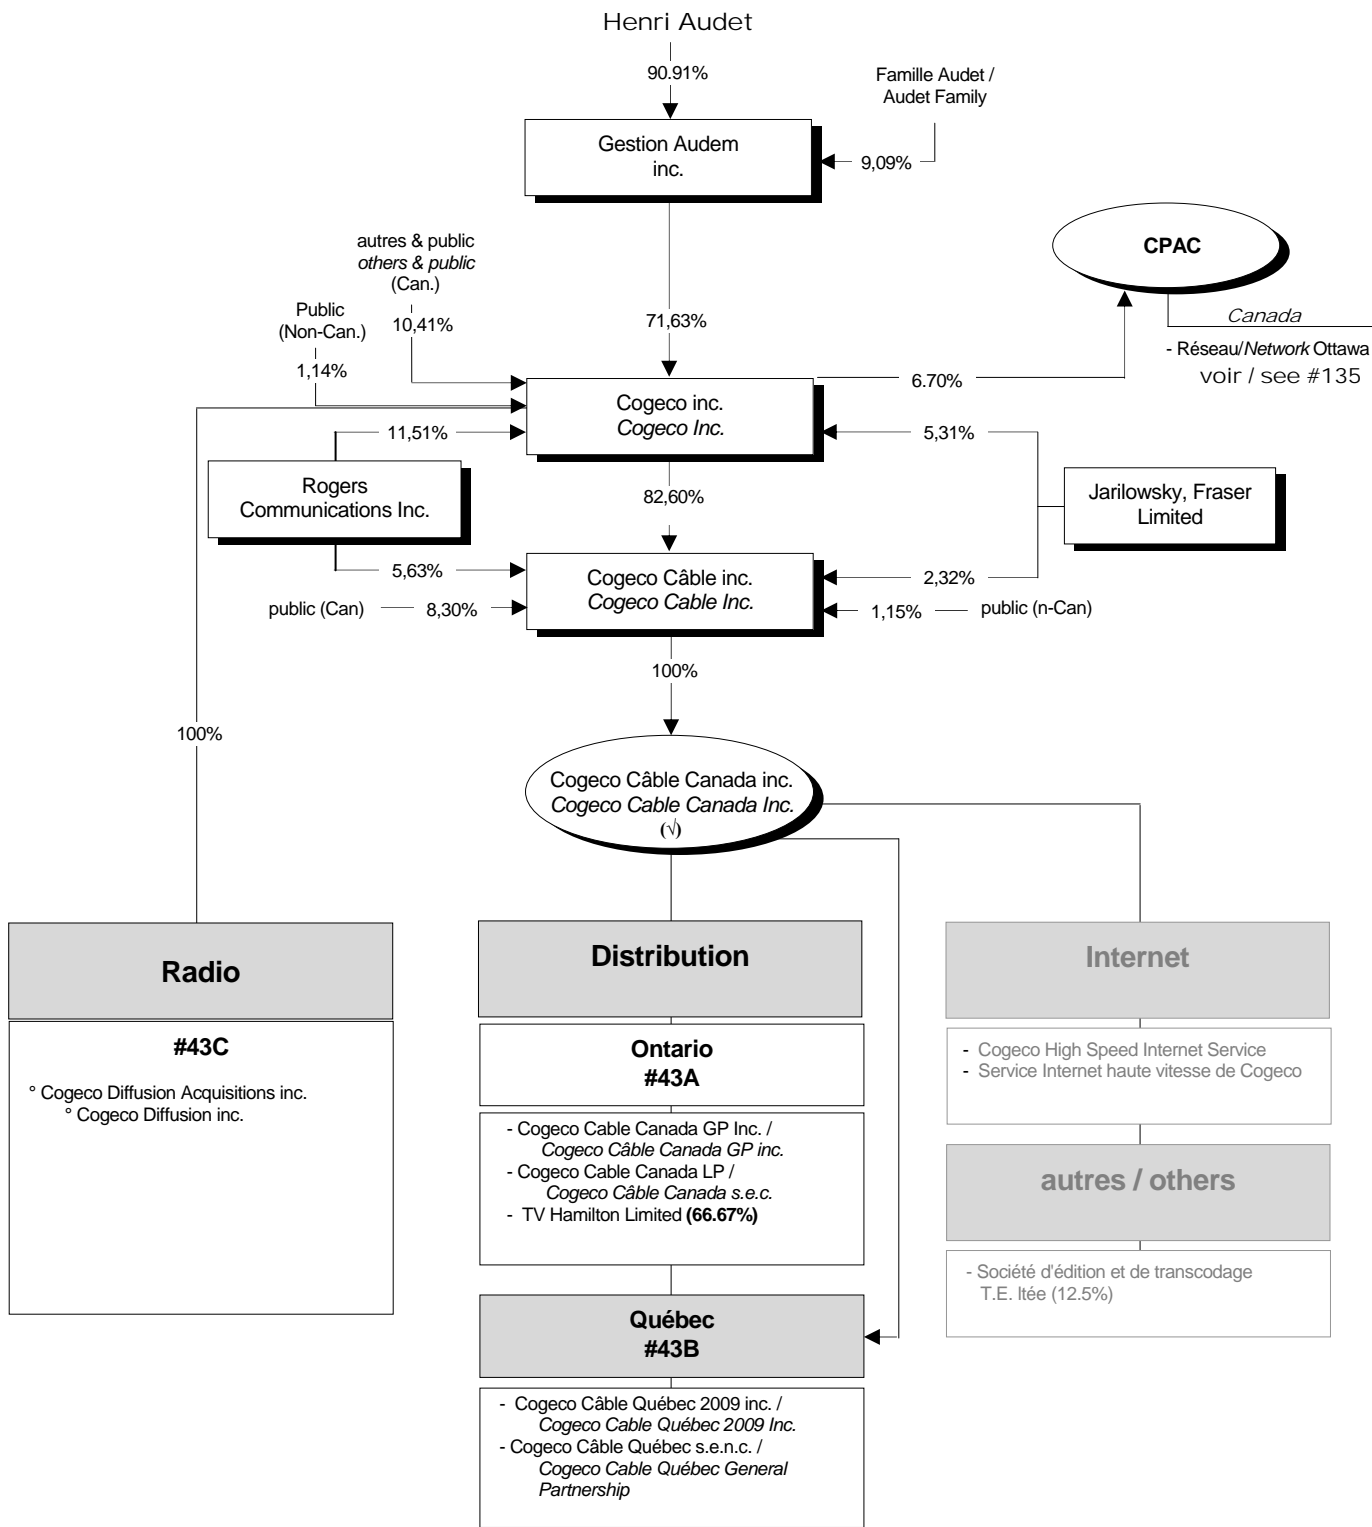 Henri Audet
90.91%
Famille Audet /
Audet Family
Gestion Audem
inc.
9,09%
autres & public
others & public
(Can.)
10,41%
Public
(Non-Can.)
1,14%
71,63%
CPAC
Canada
- Réseau/Network Ottawa
voir / see #135
6.70%
Cogeco inc.
Cogeco Inc.
11,51%
5,31%
Rogers
Communications Inc.
82,60%
Jarilowsky, Fraser
Limited
5,63%
Cogeco Câble inc.
Cogeco Cable Inc.
2,32%
public (Can)
8,30%
1,15%
public (n-Can)
100%
100%
Cogeco Câble Canada inc.
Cogeco Cable Canada Inc.
(√)
Radio
#43C
° Cogeco Diffusion Acquisitions inc.
° Cogeco Diffusion inc.
Distribution
Ontario
#43A
- Cogeco Cable Canada GP Inc. /
Cogeco Câble Canada GP inc.
- Cogeco Cable Canada LP /
Cogeco Câble Canada s.e.c.
- TV Hamilton Limited (66.67%)
Québec
#43B
- Cogeco Câble Québec 2009 inc. /
Cogeco Cable Québec 2009 Inc.
- Cogeco Câble Québec s.e.n.c. /
Cogeco Cable Québec General
Partnership
Internet
- Cogeco High Speed Internet Service
- Service Internet haute vitesse de Cogeco
autres / others
- Société d'édition et de transcodage
T.E. ltée (12.5%)